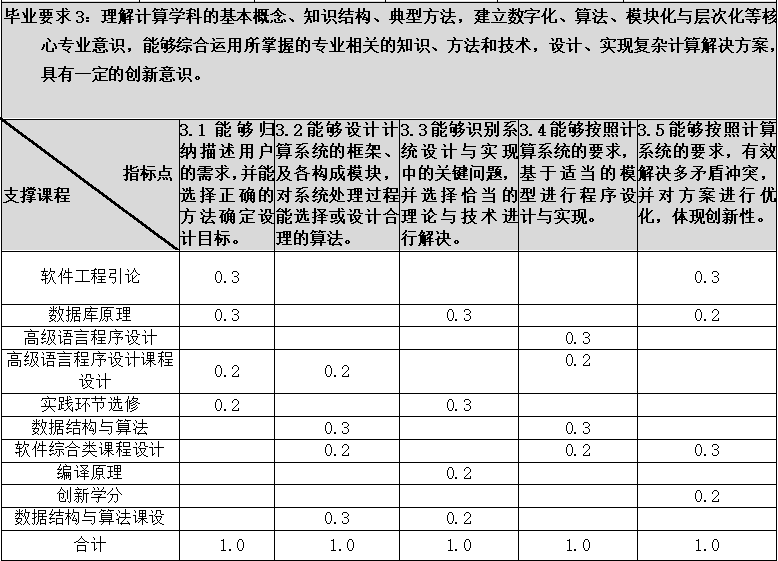 毕业要求3：理解计算学科的基本概念、知识结构、典型方法，建立数字化、算法、模块化与层次化等核
心专业意识，能够综合运用所掌握的专业相关的知识、方法和技术，设计、实现复杂计算解决方案，
具有一定的创新意识。
指标点
支撑课程
3.1能够归
纳描述用户
的需求，并能
选择正确的
方法确定设
计目标。
3.2能够设计计
算系统的框架、
及各构成模块，
对系统处理过程
能选择或设计合
理的算法。
3.3能够识别系
统设计与实现
中的关键问题，
并选择恰当的
理论与技术进
行解决。
3.4能够按照计
算系统的要求，
基于适当的模
型进行程序设
计与实现。
3.5能够按照计算
系统的要求，有效
解决多矛盾冲突，
并对方案进行优
化，体现创新性。
软件工程引论 0.3 0.3
数据库原理 0.3 0.3 0.2
高级语言程序设计 0.3
高级语言程序设计课程
设计 0.2 0.2 0.2
实践环节选修 0.2 0.3
数据结构与算法 0.3 0.3
软件综合类课程设计 0.2 0.2 0.3
编译原理 0.2
创新学分 0.2
数据结构与算法课设 0.3 0.2
合计 1.0 1.0 1.0 1.0 1.0